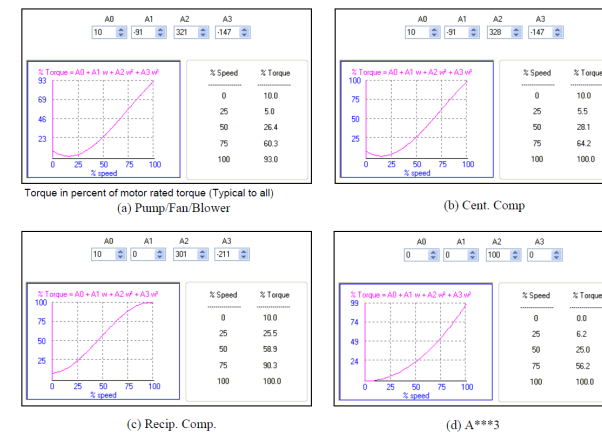 A0 A1 A2 A3
10 -91 321 -147
% Torque = A0 + A1 w + A2 w² + A3 w³
93
69
46
23
0 25 50 75 100
% speed
% Speed % Torque
0 10.0
25 5.0
50 26.4
75 60.3
100 93.0
Torque in percent of motor rated torque (Typical to all)
(a) Pump/Fan/Blower
A0 A1 A2 A3
10 -91 328 -147
% Torque = A0 + A1 w + A2 w² + A3 w³
100
75
50
25
0 25 50 75 100
% speed
% Speed % Torque
0 10.0
25 5.5
50 28.1
75 64.2
100 100.0
(b) Cent. Comp
A0 A1 A2 A3
10 0 301 -211
% Torque = A0 + A1 w + A2 w² + A3 w³
100
75
50
25
0 25 50 75 100
% speed
% Speed % Torque
0 10.0
25 25.5
50 58.9
75 90.3
100 100.0
(c) Recip. Comp.
A0 A1 A2 A3
0 0 100 0
% Torque = A0 + A1 w + A2 w² + A3 w³
99
74
49
24
0 25 50 75 100
% speed
% Speed % Torque
0 0.0
25 6.2
50 25.0
75 56.2
100 100.0
(d) A***3